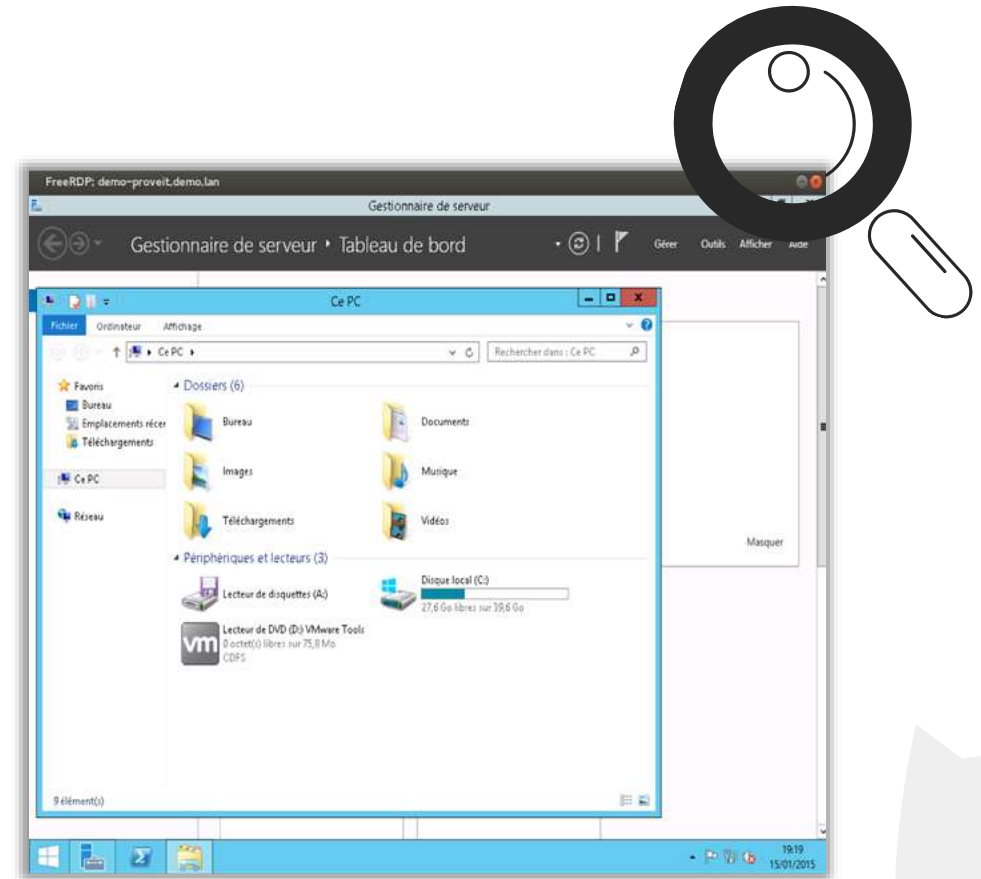 FreeRDP: demo-proveit.demo.lan
Gestionnaire de serveur
Gestionnaire de serveur • Tableau de bord
Gérer Outils Afficher Aide
Ce PC
Fichier Ordinateur Affichage
Ce PC
Rechercher dans : Ce PC
Favoris
Bureau
Emplacements récer
Téléchargements
Ce PC
Réseau
Dossiers (6)
Bureau
Documents
Images
Musique
Téléchargements
Vidéos
Périphériques et lecteurs (3)
Lecteur de disquettes (A:)
Disque local (C:)
27,6 Go libres sur 39,6 Go
vm
Lecteur de DVD (D:) VMware Tools
0 octet(s) libres sur 75,8 Mo
CDFS
Masquer
9 élément(s)
19:19
15/01/2015